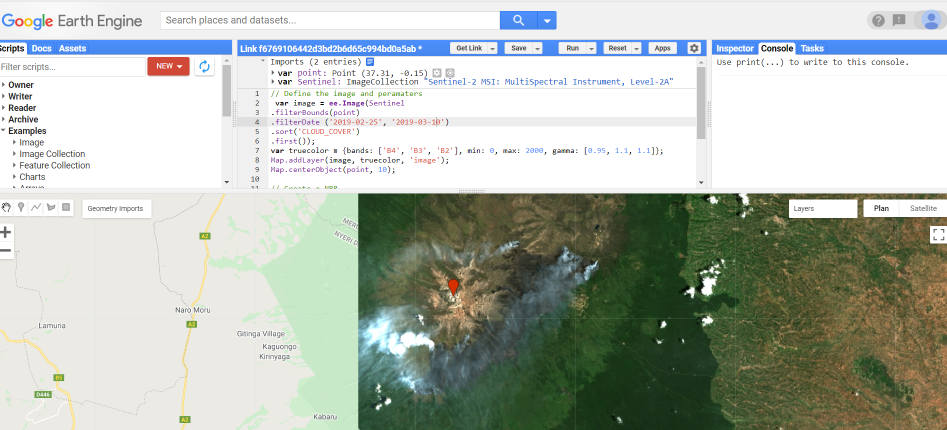 Google Earth Engine
Search places and datasets...
Scripts Docs Assets
Filter scripts...
NEW
Owner
Writer
Reader
Archive
Examples
Image
Image Collection
Feature Collection
Charts
Arrays
Link f6769106442d3bd2b6d65c994bd0a5ab *
Get Link Save Run Reset Apps
Imports (2 entries)
var point: Point (37.31, -0.15)
var Sentinel: ImageCollection "Sentinel-2 MSI: MultiSpectral Instrument, Level-2A"
1 // Define the image and peramaters
2 var image = ee.Image(Sentinel
3 .filterBounds(point)
4 .filterDate ('2019-02-25', '2019-03-10')
5 .sort('CLOUD_COVER')
6 .first());
7 var truecolor = {bands: ['B4', 'B3', 'B2'], min: 0, max: 2000, gamma: [0.95, 1.1, 1.1]};
8 Map.addLayer(image, truecolor, 'image');
9 Map.centerObject(point, 10);
10
11 // Create a NBR
Inspector Console Tasks
Use print(...) to write to this console.
Geometry Imports
Layers
Plan Satellite
A2
MERU
NYERI
Naro Moru
Lamuria
A2
Gitinga Village
Kaguongo
Kirinyaga
B5
D446
A2
Kabaru